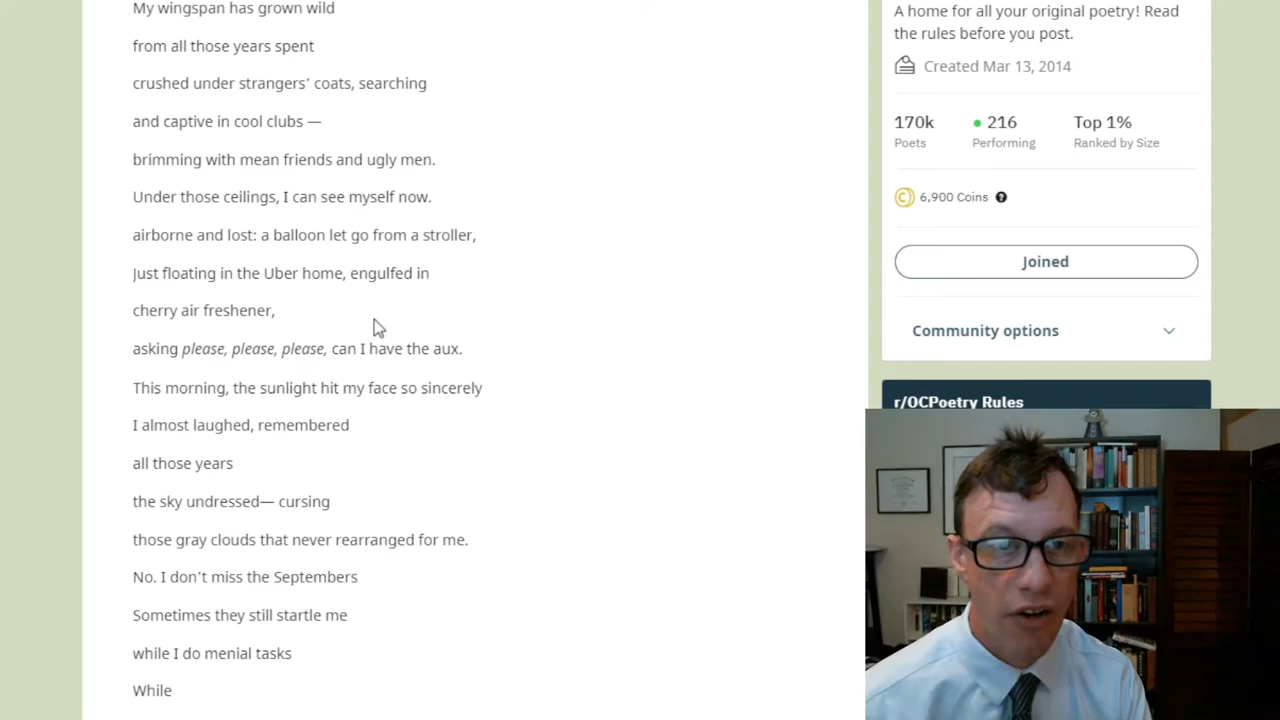 My wingspan has grown wild
from all those years spent
crushed under strangers’ coats, searching
and captive in cool clubs —
brimming with mean friends and ugly men.
Under those ceilings, I can see myself now.
airborne and lost: a balloon let go from a stroller,
Just floating in the Uber home, engulfed in
cherry air freshener,
asking please, please, please, can I have the aux.
This morning, the sunlight hit my face so sincerely
I almost laughed, remembered
all those years
the sky undressed— cursing
those gray clouds that never rearranged for me.
No. I don’t miss the Septembers
Sometimes they still startle me
while I do menial tasks
While
A home for all your original poetry! Read
the rules before you post.
Created Mar 13, 2014
170k 216 Top 1%
Poets Performing Ranked by Size
6,900 Coins
Joined
Community options
r/OCPoetry Rules